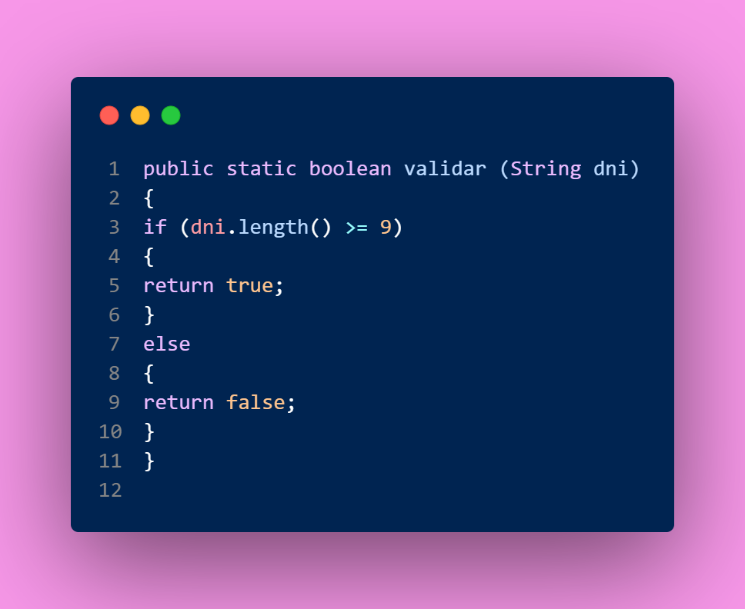 1 public static boolean validar (String dni)
2 {
3 if (dni.length() >= 9)
4 {
5 return true;
6 }
7 else
8 {
9 return false;
10 }
11 }
12